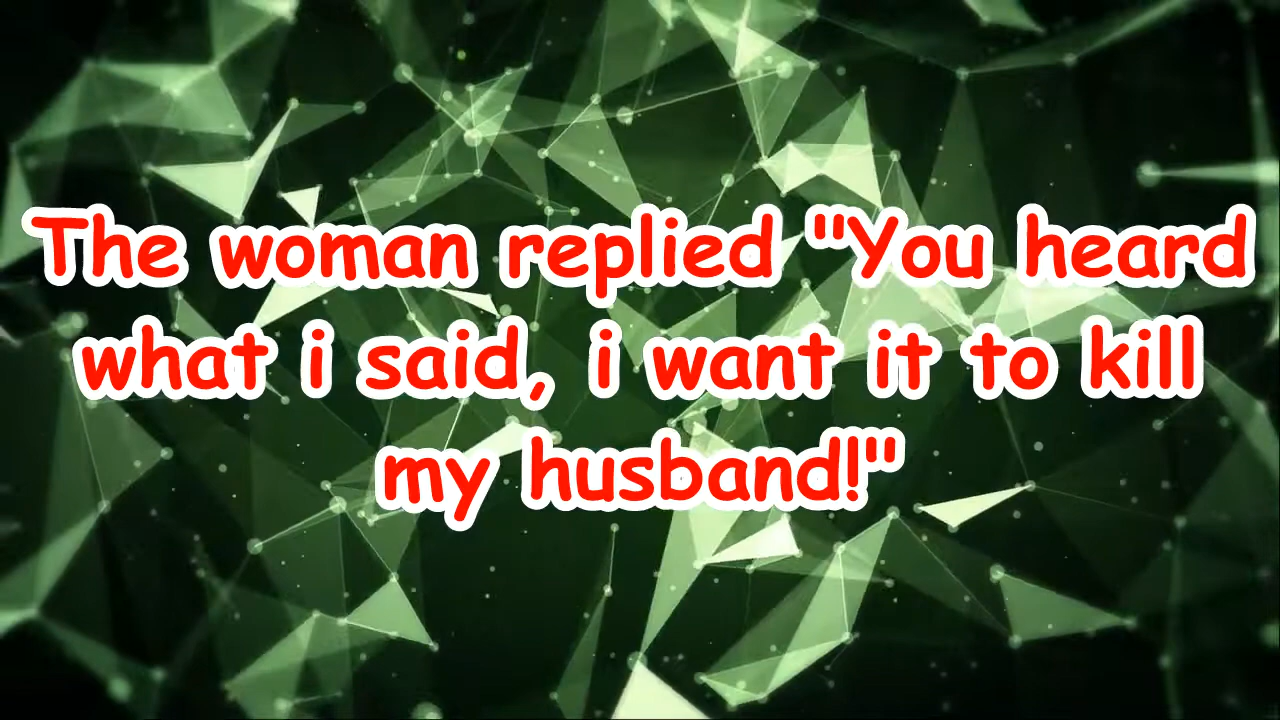 The woman replied "You heard
what i said, i want it to kill
my husband!"